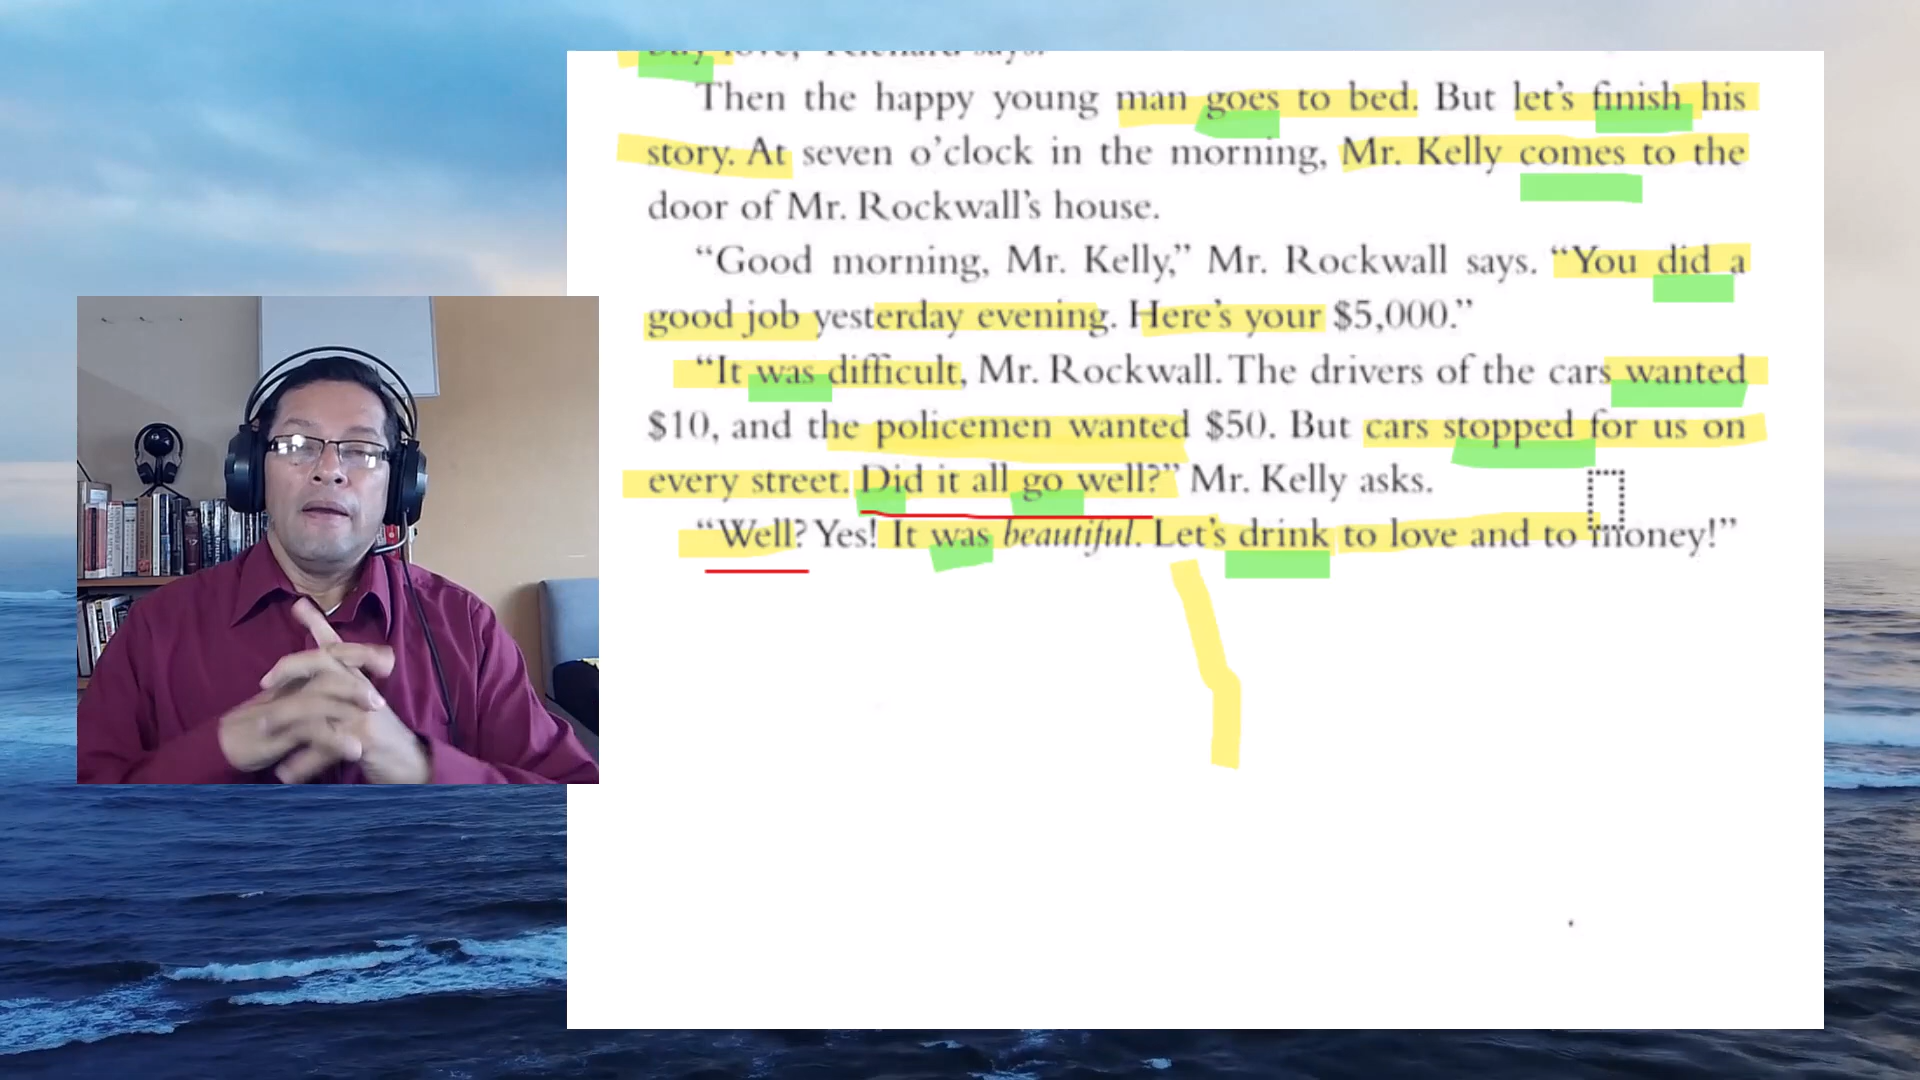 buy love," Richard says.
Then the happy young man goes to bed. But let's finish his
story. At seven o'clock in the morning, Mr. Kelly comes to the
door of Mr. Rockwall's house.
"Good morning, Mr. Kelly," Mr. Rockwall says. "You did a
good job yesterday evening. Here's your $5,000."
"It was difficult, Mr. Rockwall. The drivers of the cars wanted
$10, and the policemen wanted $50. But cars stopped for us on
every street. Did it all go well?" Mr. Kelly asks.
"Well? Yes! It was beautiful. Let's drink to love and to money!"